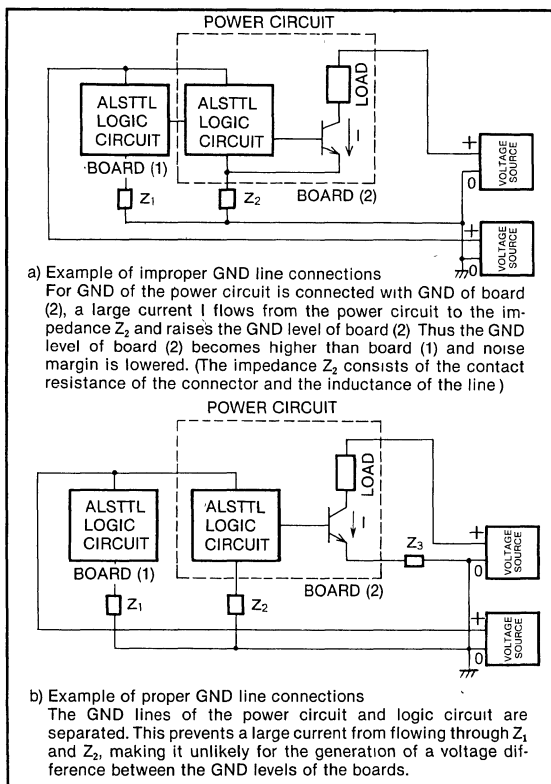 POWER CIRCUIT
ALSTTL
LOGIC
CIRCUIT
BOARD (1)
Z1
ALSTTL
LOGIC
CIRCUIT
Z2
LOAD
I
BOARD (2)
+
0
VOLTAGE
SOURCE
+
0
VOLTAGE
SOURCE
a) Example of improper GND line connections
For GND of the power circuit is connected with GND of board
(2), a large current I flows from the power circuit to the im-
pedance Z2 and raises the GND level of board (2) Thus the GND
level of board (2) becomes higher than board (1) and noise
margin is lowered. (The impedance Z2 consists of the contact
resistance of the connector and the inductance of the line)
POWER CIRCUIT
ALSTTL
LOGIC
CIRCUIT
BOARD (1)
Z1
ALSTTL
LOGIC
CIRCUIT
Z2
LOAD
I
Z3
BOARD (2)
+
0
VOLTAGE
SOURCE
+
0
VOLTAGE
SOURCE
b) Example of proper GND line connections
The GND lines of the power circuit and logic circuit are
separated. This prevents a large current from flowing through Z1
and Z2, making it unlikely for the generation of a voltage dif-
ference between the GND levels of the boards.